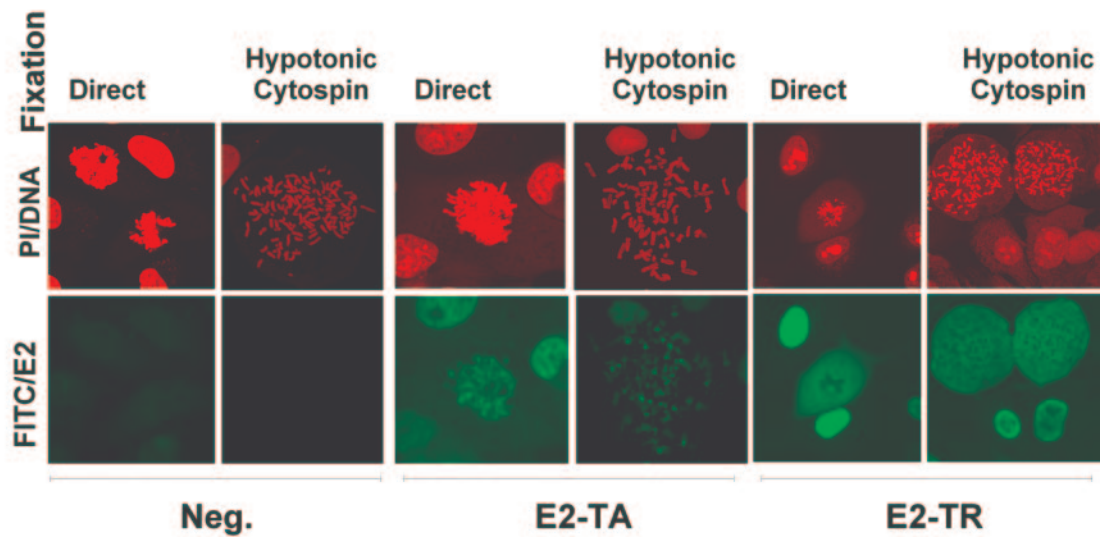 Fixation
Direct
Hypotonic
Cytospin
Direct
Hypotonic
Cytospin
Direct
Hypotonic
Cytospin
PI/DNA
FITC/E2
Neg.
E2-TA
E2-TR